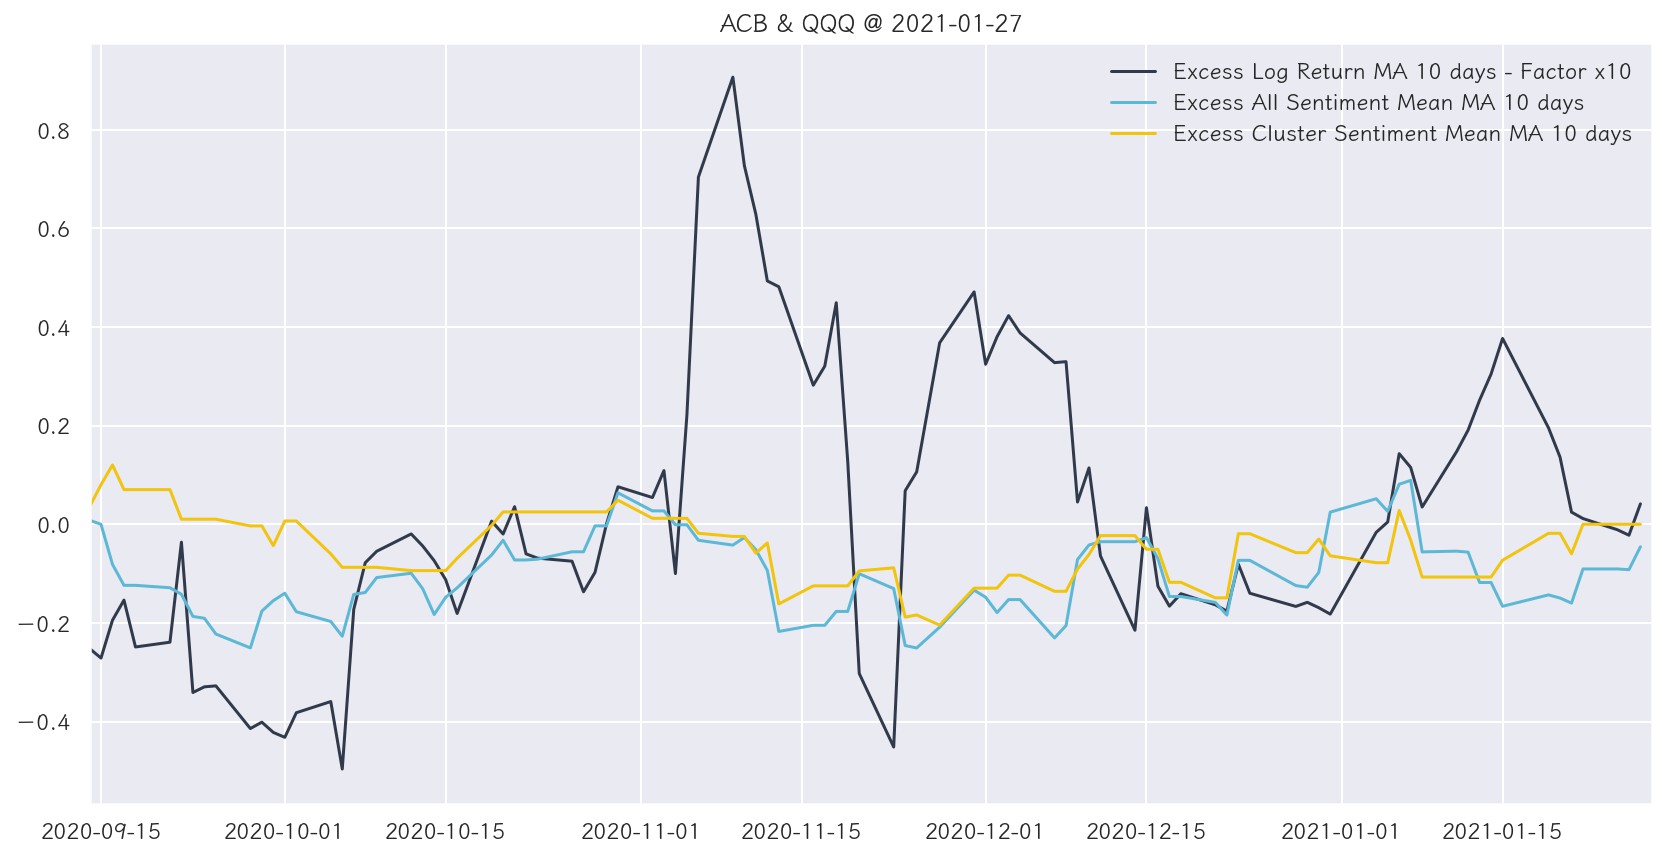 ACB & QQQ @ 2021-01-27
Excess Log Return MA 10 days - Factor x10
Excess All Sentiment Mean MA 10 days
Excess Cluster Sentiment Mean MA 10 days
0.8
0.6
0.4
0.2
0.0
−0.2
−0.4
2020-09-15 2020-10-01 2020-10-15 2020-11-01 2020-11-15 2020-12-01 2020-12-15 2021-01-01 2021-01-15